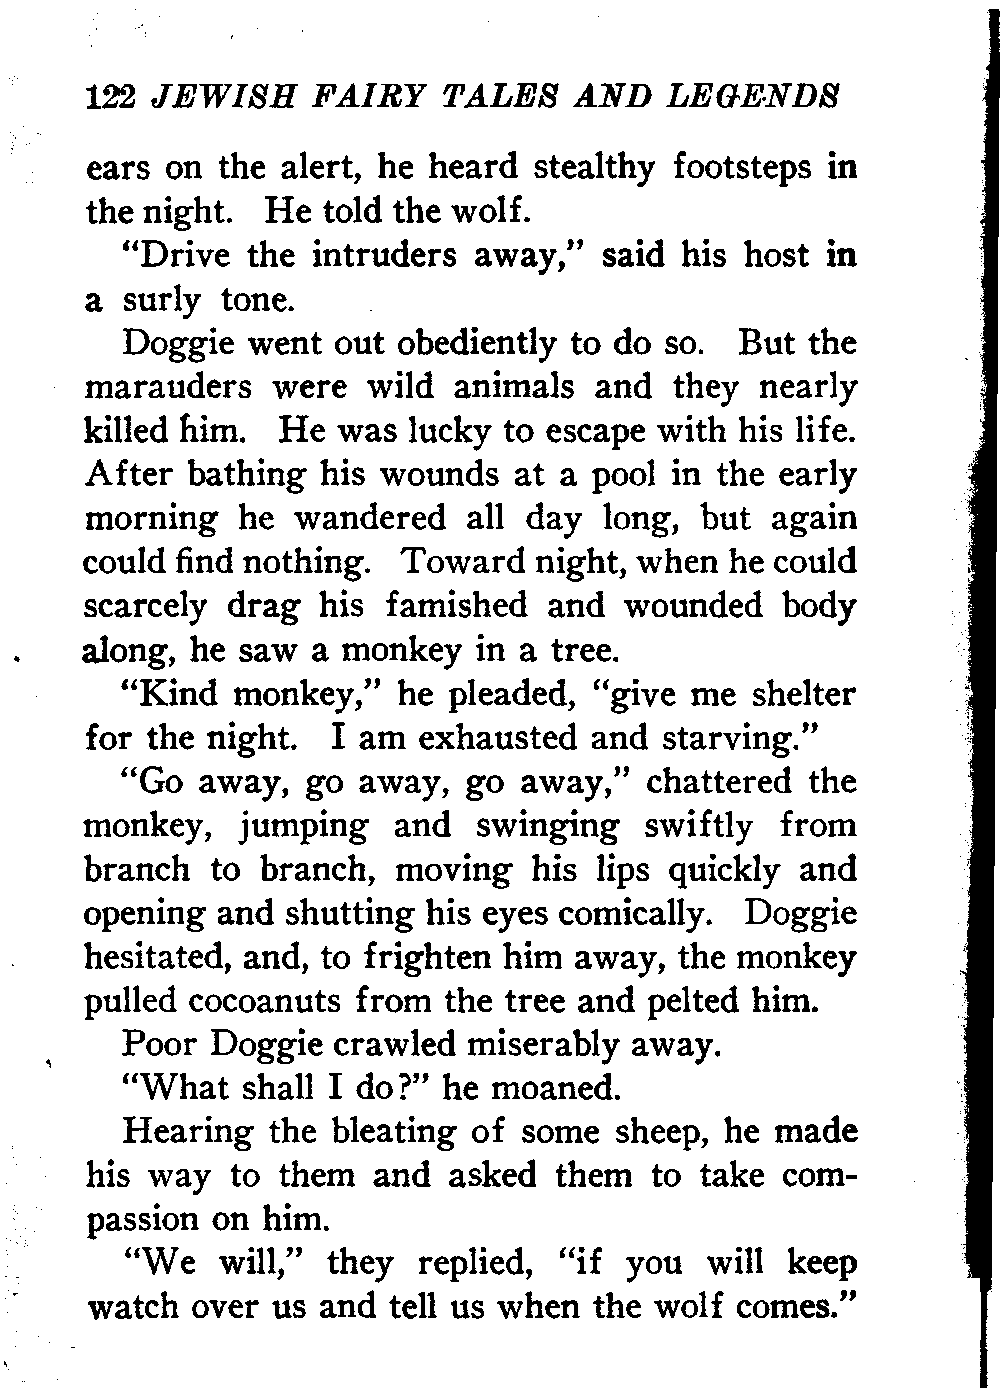 122 JEWISH FAIRY TALES AND LEGENDS
ears on the alert, he heard stealthy footsteps in
the night. He told the wolf.
“Drive the intruders away,” said his host in
a surly tone.
Doggie went out obediently to do so. But the
marauders were wild animals and they nearly
killed him. He was lucky to escape with his life.
After bathing his wounds at a pool in the early
morning he wandered all day long, but again
could find nothing. Toward night, when he could
scarcely drag his famished and wounded body
along, he saw a monkey in a tree.
“Kind monkey,” he pleaded, “give me shelter
for the night. I am exhausted and starving.”
“Go away, go away, go away,” chattered the
monkey, jumping and swinging swiftly from
branch to branch, moving his lips quickly and
opening and shutting his eyes comically. Doggie
hesitated, and, to frighten him away, the monkey
pulled cocoanuts from the tree and pelted him.
Poor Doggie crawled miserably away.
“What shall I do?” he moaned.
Hearing the bleating of some sheep, he made
his way to them and asked them to take com-
passion on him.
“We will,” they replied, “if you will keep
watch over us and tell us when the wolf comes.”